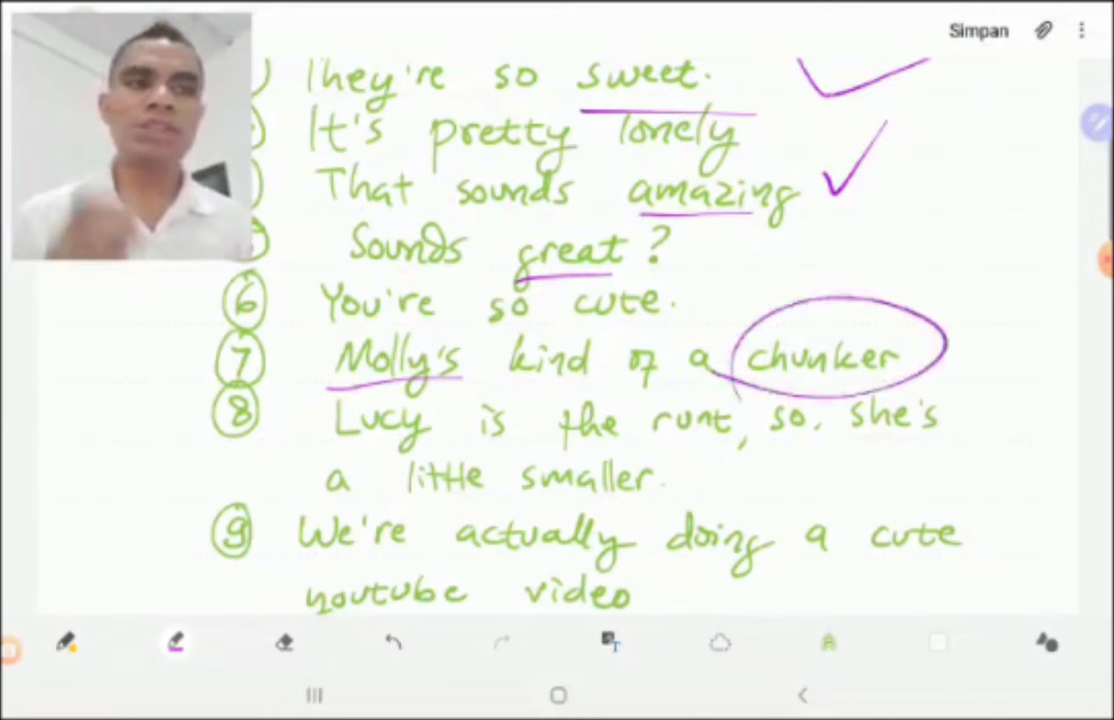 Simpan
They're so sweet.
It's pretty lonely
That sounds amazing
Sounds great?
6 You're so cute.
7 Molly's kind of a chunker
8 Lucy is the runt, so. she's
a little smaller.
9 We're actually doing a cute
youtube video